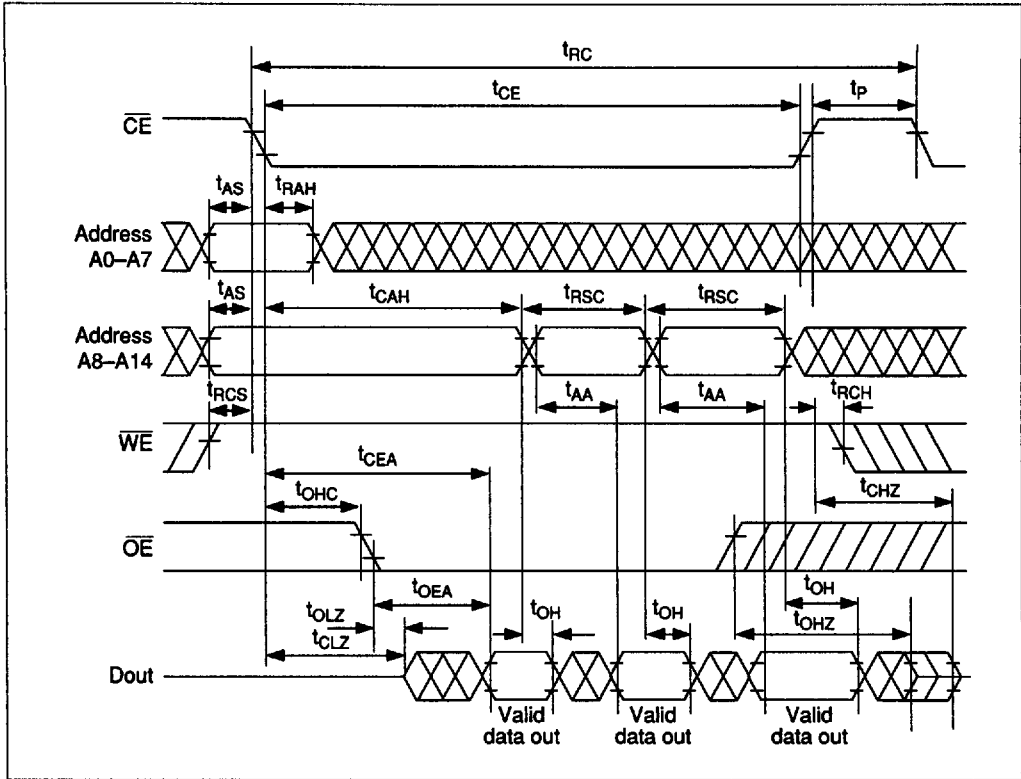 tRC
tCE
tP
CE
tAS
tRAH
Address
A0–A7
tAS
tCAH
tRSC
tRSC
Address
A8–A14
tRCS
tAA
tAA
tRCH
WE
tCEA
tCHZ
tOHC
OE
tOEA
tOH
tOLZ
tOH
tOH
tOHZ
tCLZ
Dout
Valid
data out
Valid
data out
Valid
data out